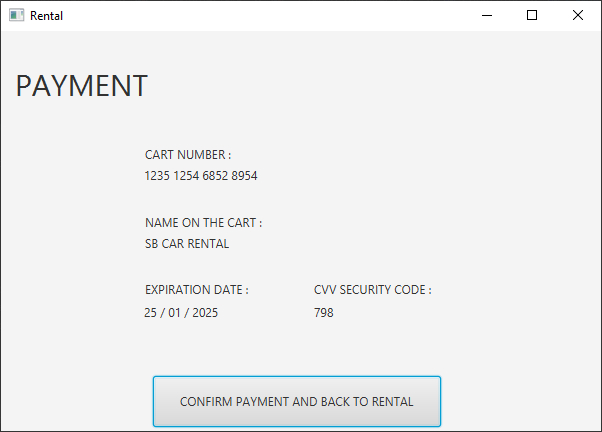 Rental
PAYMENT
CART NUMBER :
1235 1254 6852 8954
NAME ON THE CART :
SB CAR RENTAL
EXPIRATION DATE : CVV SECURITY CODE :
25 / 01 / 2025 798
CONFIRM PAYMENT AND BACK TO RENTAL